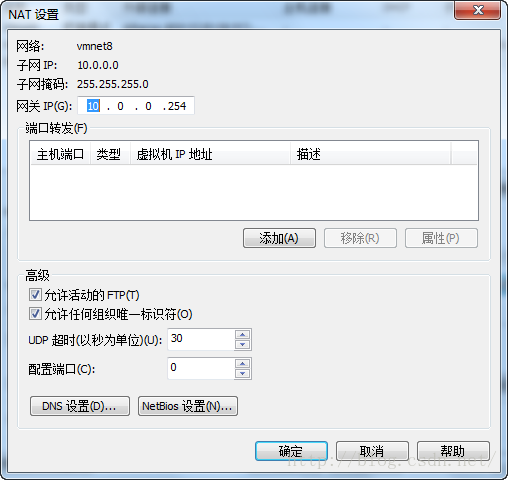 NAT 设置
网络: vmnet8
子网 IP: 10.0.0.0
子网掩码: 255.255.255.0
网关 IP(G): 10 . 0 . 0 .254
端口转发(F)
主机端口 类型 虚拟机 IP 地址 描述
添加(A) 移除(R) 属性(P)
高级
允许活动的 FTP(T)
允许任何组织唯一标识符(O)
UDP 超时(以秒为单位)(U): 30
配置端口(C): 0
DNS 设置(D)... NetBios 设置(N)...
确定 取消 帮助
http://blog.csdn.net/